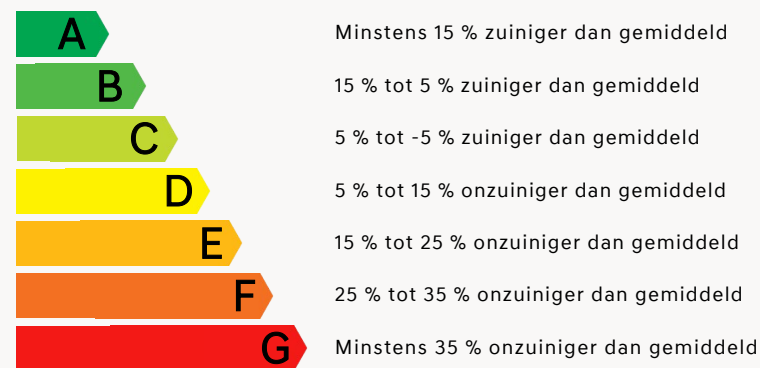 A Minstens 15 % zuiniger dan gemiddeld
B 15 % tot 5 % zuiniger dan gemiddeld
C 5 % tot -5 % zuiniger dan gemiddeld
D 5 % tot 15 % onzuiniger dan gemiddeld
E 15 % tot 25 % onzuiniger dan gemiddeld
F 25 % tot 35 % onzuiniger dan gemiddeld
G Minstens 35 % onzuiniger dan gemiddeld